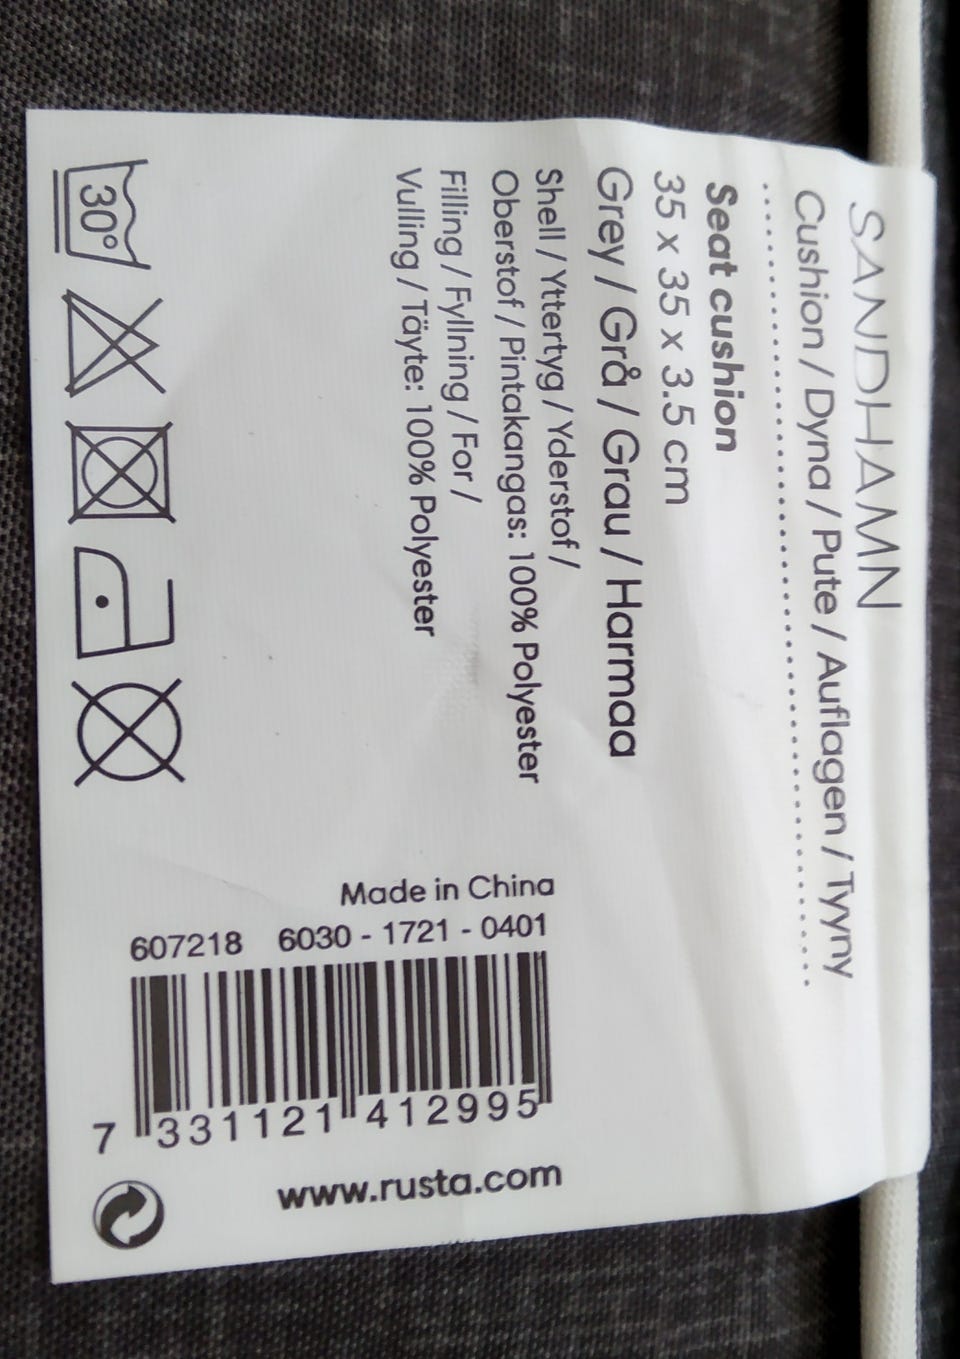 SANDHAMN
Cushion / Dyna / Pute / Auflagen / Tyyny
Seat cushion
35 x 35 x 3.5 cm
Grey / Grå / Grau / Harmaa
Shell / Yttertyg / Yderstof /
Oberstof / Pintakangas: 100% Polyester
Filling / Fyllning / For /
Vulling / Täyte: 100% Polyester
30°
Made in China
607218 6030 - 1721 - 0401
7 331121 412995
www.rusta.com